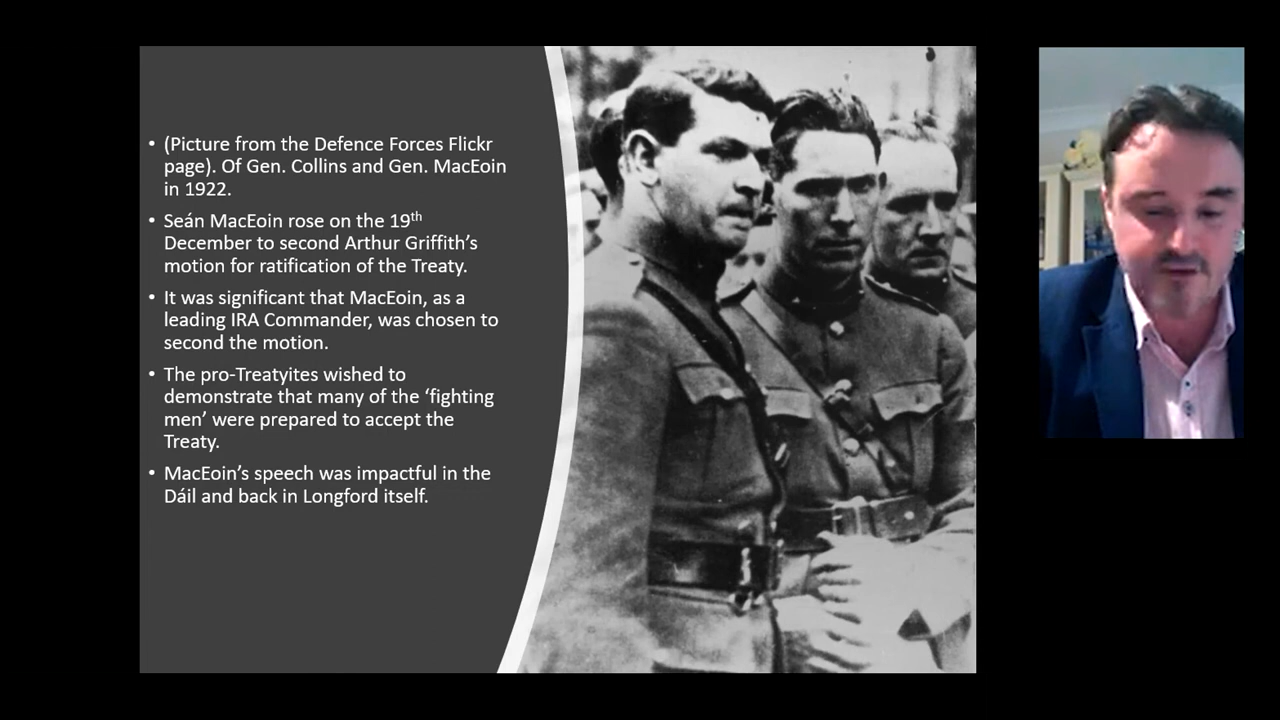 • (Picture from the Defence Forces Flickr
page). Of Gen. Collins and Gen. MacEoin
in 1922.
• Seán MacEoin rose on the 19th
December to second Arthur Griffith’s
motion for ratification of the Treaty.
• It was significant that MacEoin, as a
leading IRA Commander, was chosen to
second the motion.
• The pro-Treatyites wished to
demonstrate that many of the ‘fighting
men’ were prepared to accept the
Treaty.
• MacEoin’s speech was impactful in the
Dáil and back in Longford itself.